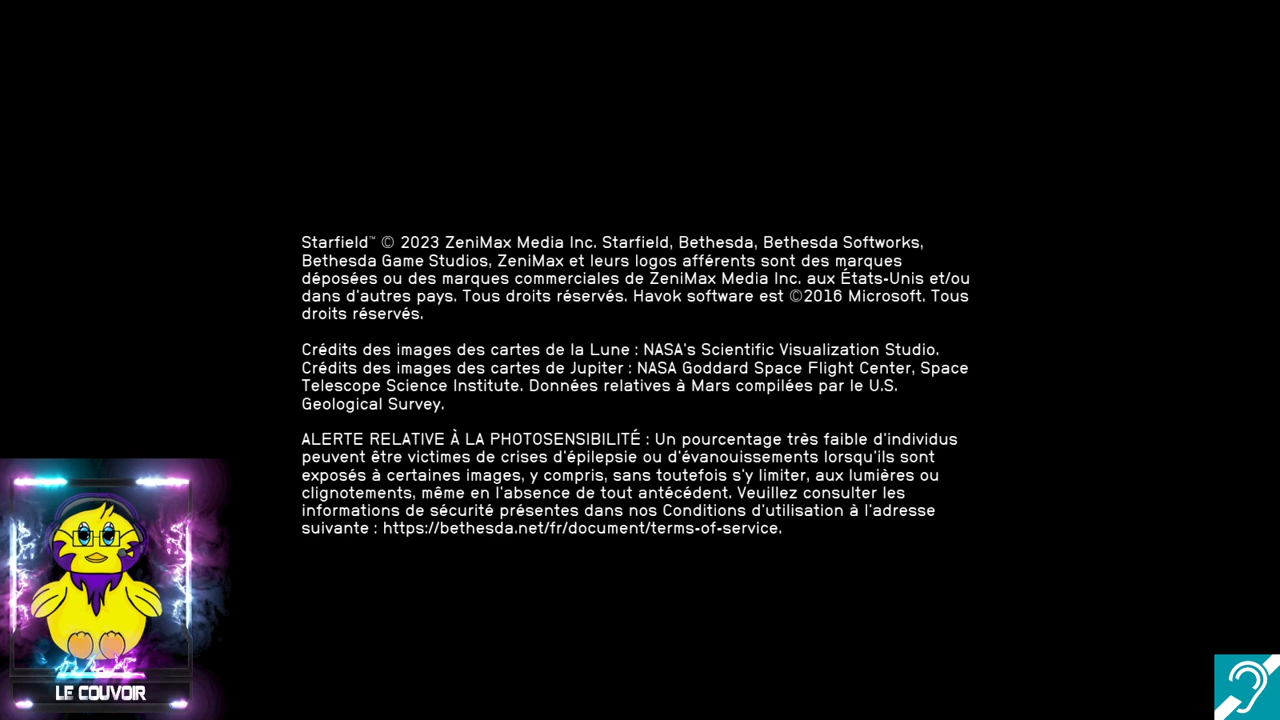 Starfield™ © 2023 ZeniMax Media Inc. Starfield, Bethesda, Bethesda Softworks,
Bethesda Game Studios, ZeniMax et leurs logos afférents sont des marques
déposées ou des marques commerciales de ZeniMax Media Inc. aux États-Unis et/ou
dans d'autres pays. Tous droits réservés. Havok software est ©2016 Microsoft. Tous
droits réservés.
Crédits des images des cartes de la Lune : NASA's Scientific Visualization Studio.
Crédits des images des cartes de Jupiter : NASA Goddard Space Flight Center, Space
Telescope Science Institute. Données relatives à Mars compilées par le U.S.
Geological Survey.
ALERTE RELATIVE À LA PHOTOSENSIBILITÉ : Un pourcentage très faible d'individus
peuvent être victimes de crises d'épilepsie ou d'évanouissements lorsqu'ils sont
exposés à certaines images, y compris, sans toutefois s'y limiter, aux lumières ou
clignotements, même en l'absence de tout antécédent. Veuillez consulter les
informations de sécurité présentes dans nos Conditions d'utilisation à l'adresse
suivante : https://bethesda.net/fr/document/terms-of-service.
LE COUVOIR